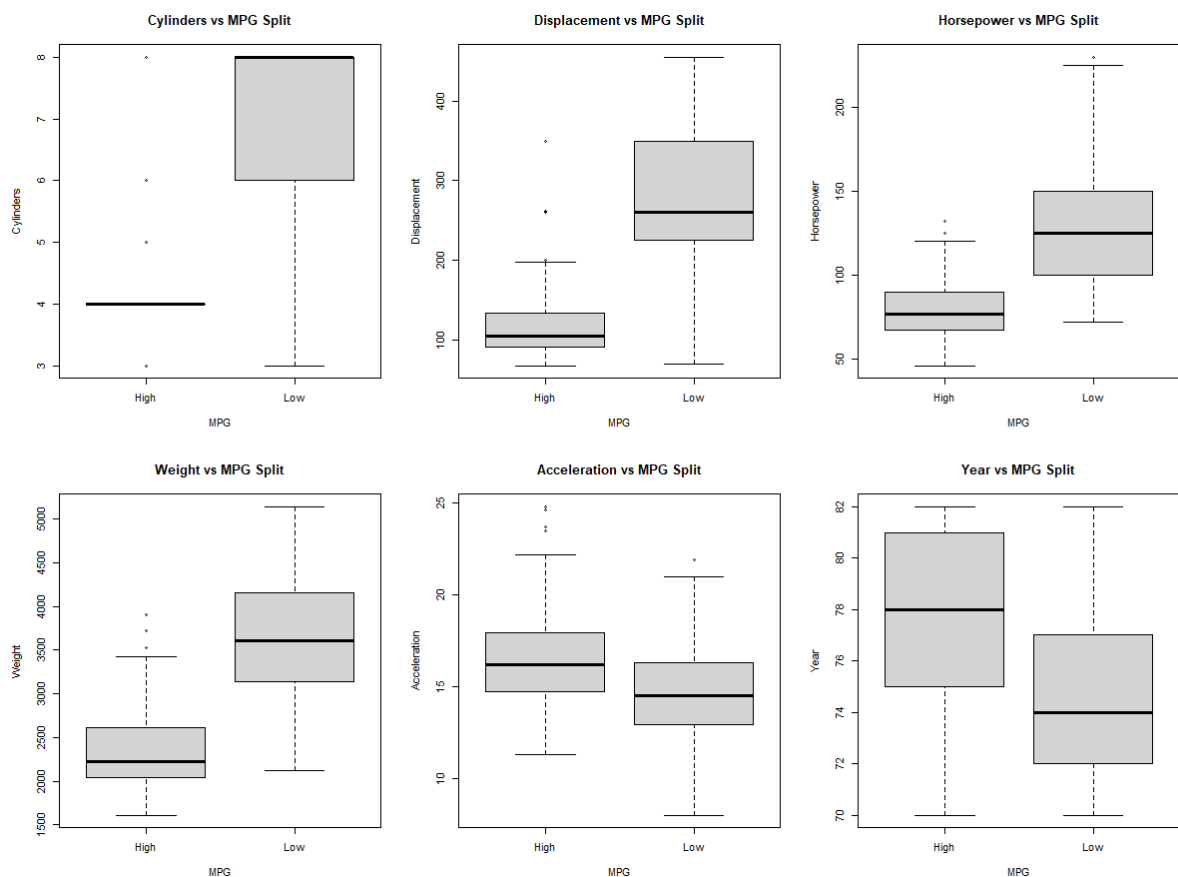 Cylinders vs MPG Split
8
7
6
5
4
3
Cylinders
High Low
MPG
Displacement vs MPG Split
400
300
200
100
Displacement
High Low
MPG
Horsepower vs MPG Split
200
150
100
50
Horsepower
High Low
MPG
Weight vs MPG Split
5000
4500
4000
3500
3000
2500
2000
1500
Weight
High Low
MPG
Acceleration vs MPG Split
25
20
15
10
Acceleration
High Low
MPG
Year vs MPG Split
82
80
78
76
74
72
70
Year
High Low
MPG